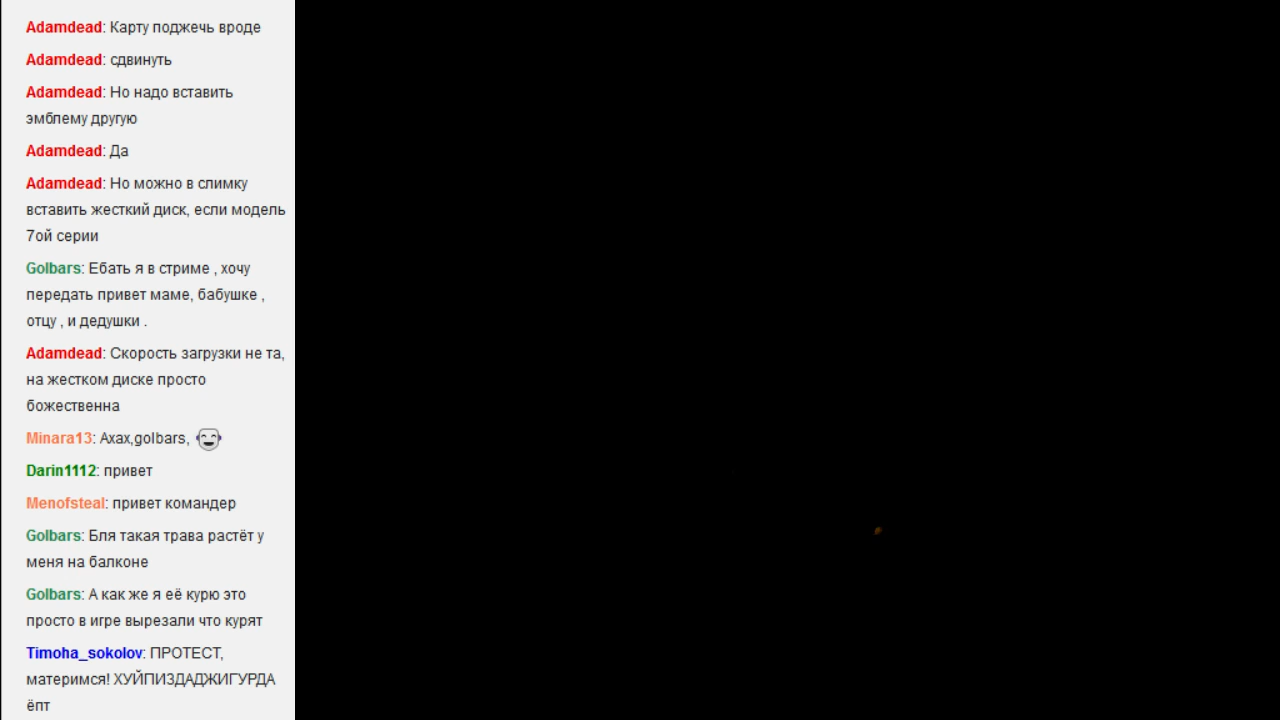 Adamdead: Карту поджечь вроде
Adamdead: сдвинуть
Adamdead: Но надо вставить
эмблему другую
Adamdead: Да
Adamdead: Но можно в слимку
вставить жесткий диск, если модель
7ой серии
Golbars: Ебать я в стриме , хочу
передать привет маме, бабушке ,
отцу , и дедушки .
Adamdead: Скорость загрузки не та,
на жестком диске просто
божественна
Minara13: Ахах,golbars,
Darin1112: привет
Menofsteal: привет командер
Golbars: Бля такая трава растёт у
меня на балконе
Golbars: А как же я её курю это
просто в игре вырезали что курят
Timoha_sokolov: ПРОТЕСТ,
материмся! ХУЙПИЗДАДЖИГУРДА
ёпт